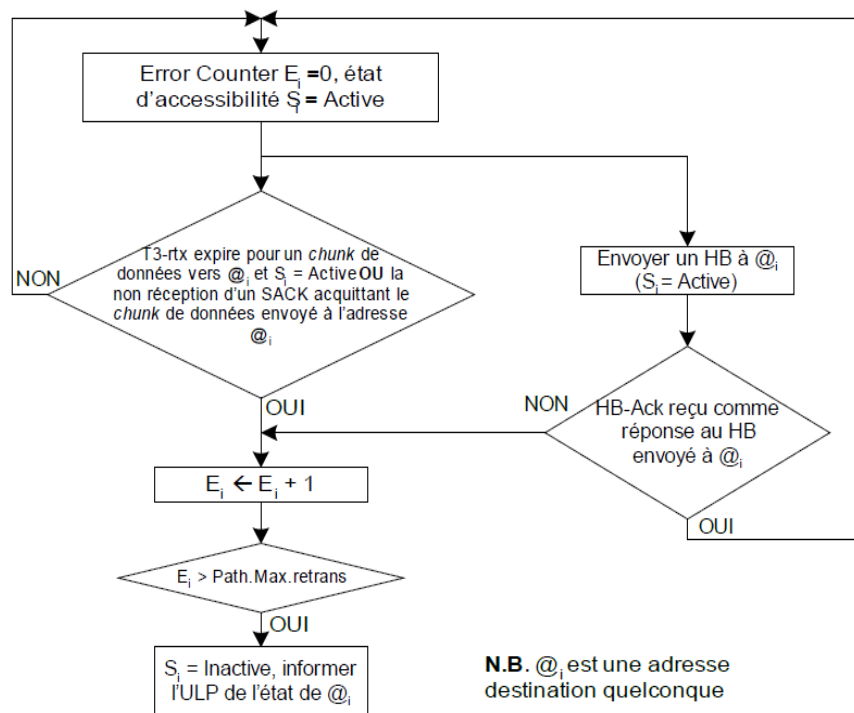 Error Counter E_i =0, état
d'accessibilité S_i = Active
T3-rtx expire pour un chunk de
données vers @_i et S_i = Active OU la
non réception d'un SACK acquittant le
chunk de données envoyé à l'adresse
@_i
NON
OUI
Envoyer un HB à @_i
(S_i = Active)
HB-Ack reçu comme
réponse au HB
envoyé à @_i
NON
OUI
E_i ← E_i + 1
E_i > Path.Max.retrans
OUI
S_i = Inactive, informer
l'ULP de l'état de @_i
N.B. @_i est une adresse
destination quelconque